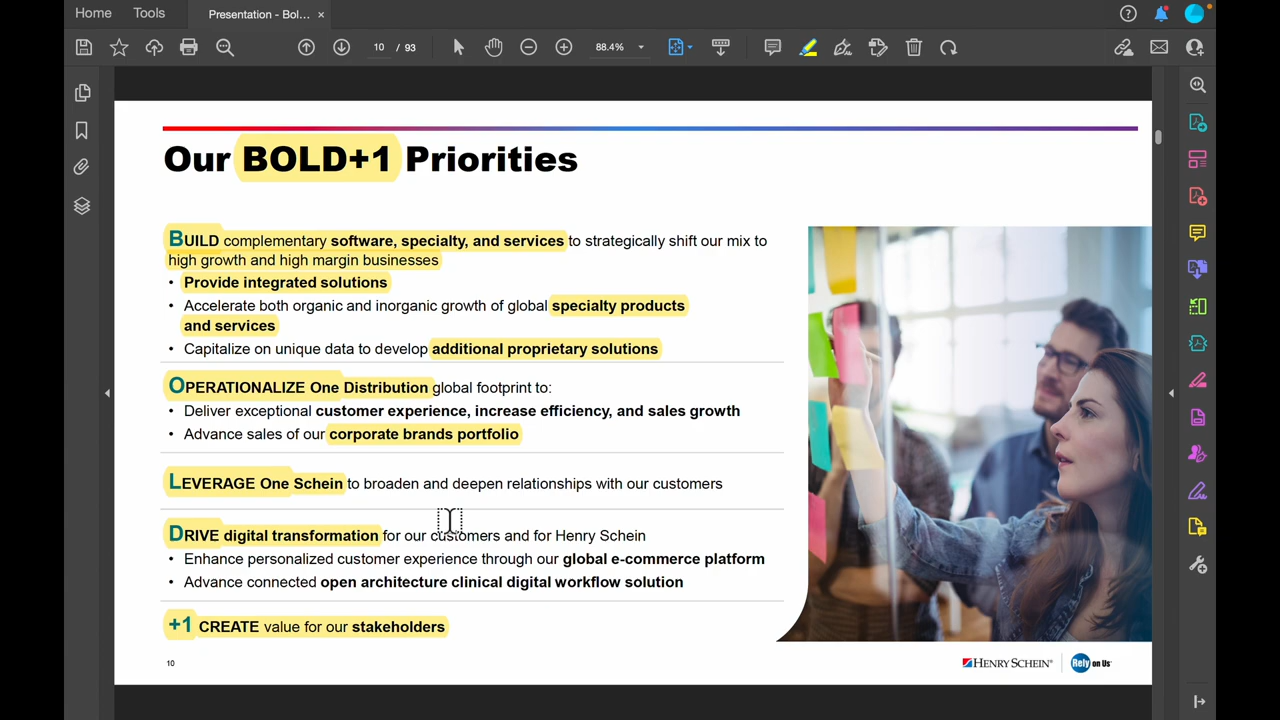 Home Tools Presentation - Bol... ×
10 / 93 88.4%
Our BOLD+1 Priorities
BUILD complementary software, specialty, and services to strategically shift our mix to
high growth and high margin businesses
• Provide integrated solutions
• Accelerate both organic and inorganic growth of global specialty products
and services
• Capitalize on unique data to develop additional proprietary solutions
OPERATIONALIZE One Distribution global footprint to:
• Deliver exceptional customer experience, increase efficiency, and sales growth
• Advance sales of our corporate brands portfolio
LEVERAGE One Schein to broaden and deepen relationships with our customers
DRIVE digital transformation for our customers and for Henry Schein
• Enhance personalized customer experience through our global e-commerce platform
• Advance connected open architecture clinical digital workflow solution
+1 CREATE value for our stakeholders
10
HENRY SCHEIN® Rely on Us